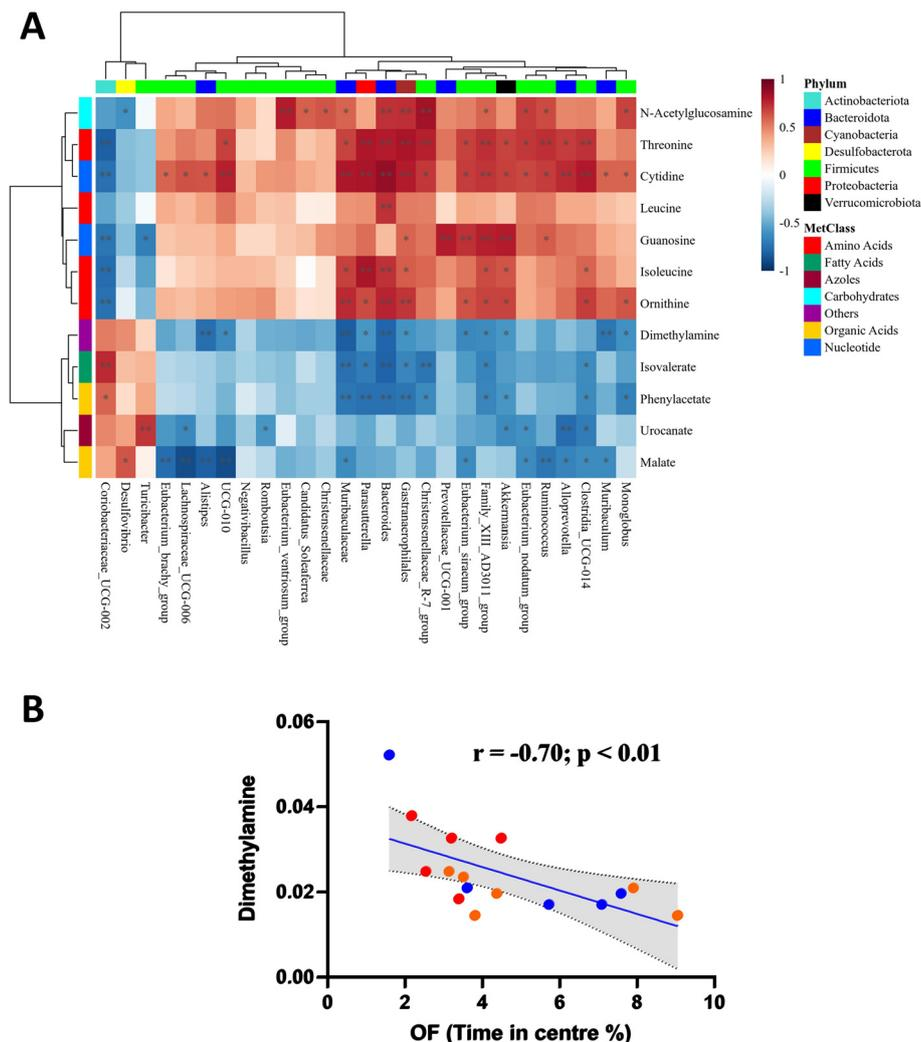 A
1
0.5
0
-0.5
-1
Phylum
Actinobacteriota
Bacteroidota
Cyanobacteria
Desulfobacterota
Firmicutes
Proteobacteria
Verrucomicrobiota
MetClass
Amino Acids
Fatty Acids
Azoles
Carbohydrates
Others
Organic Acids
Nucleotide
N-Acetylglucosamine
Threonine
Cytidine
Leucine
Guanosine
Isoleucine
Ornithine
Dimethylamine
Isovalerate
Phenylacetate
Urocanate
Malate
Coriobacteriaceae_UCG-002
Desulfovibrio
Turicibacter
Eubacterium_brachy_group
Lachnospiraceae_UCG-006
Alistipes
UCG-010
Negativibacillus
Romboutsia
Eubacterium_ventriosum_group
Candidatus_Soleaferrea
Christensenellaceae
Muribaculaceae
Parasutterella
Bacteroides
Gastranaerophilales
Christensenellaceae_R-7_group
Prevotellaceae_UCG-001
Eubacterium_siraeum_group
Family_XIII_AD3011_group
Akkermansia
Eubacterium_nodatum_group
Ruminococcus
Alloprevotella
Clostridia_UCG-014
Muribaculum
Monoglobus
B
r = -0.70; p < 0.01
Dimethylamine
0.06
0.04
0.02
0.00
0 2 4 6 8 10
OF (Time in centre %)